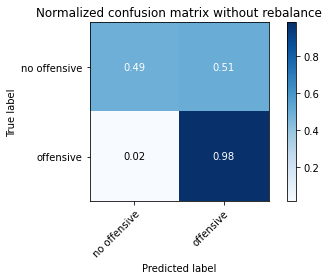 Normalized confusion matrix without rebalance
True label
no offensive
offensive
0.49 0.51
0.02 0.98
no offensive
offensive
Predicted label
0.8
0.6
0.4
0.2